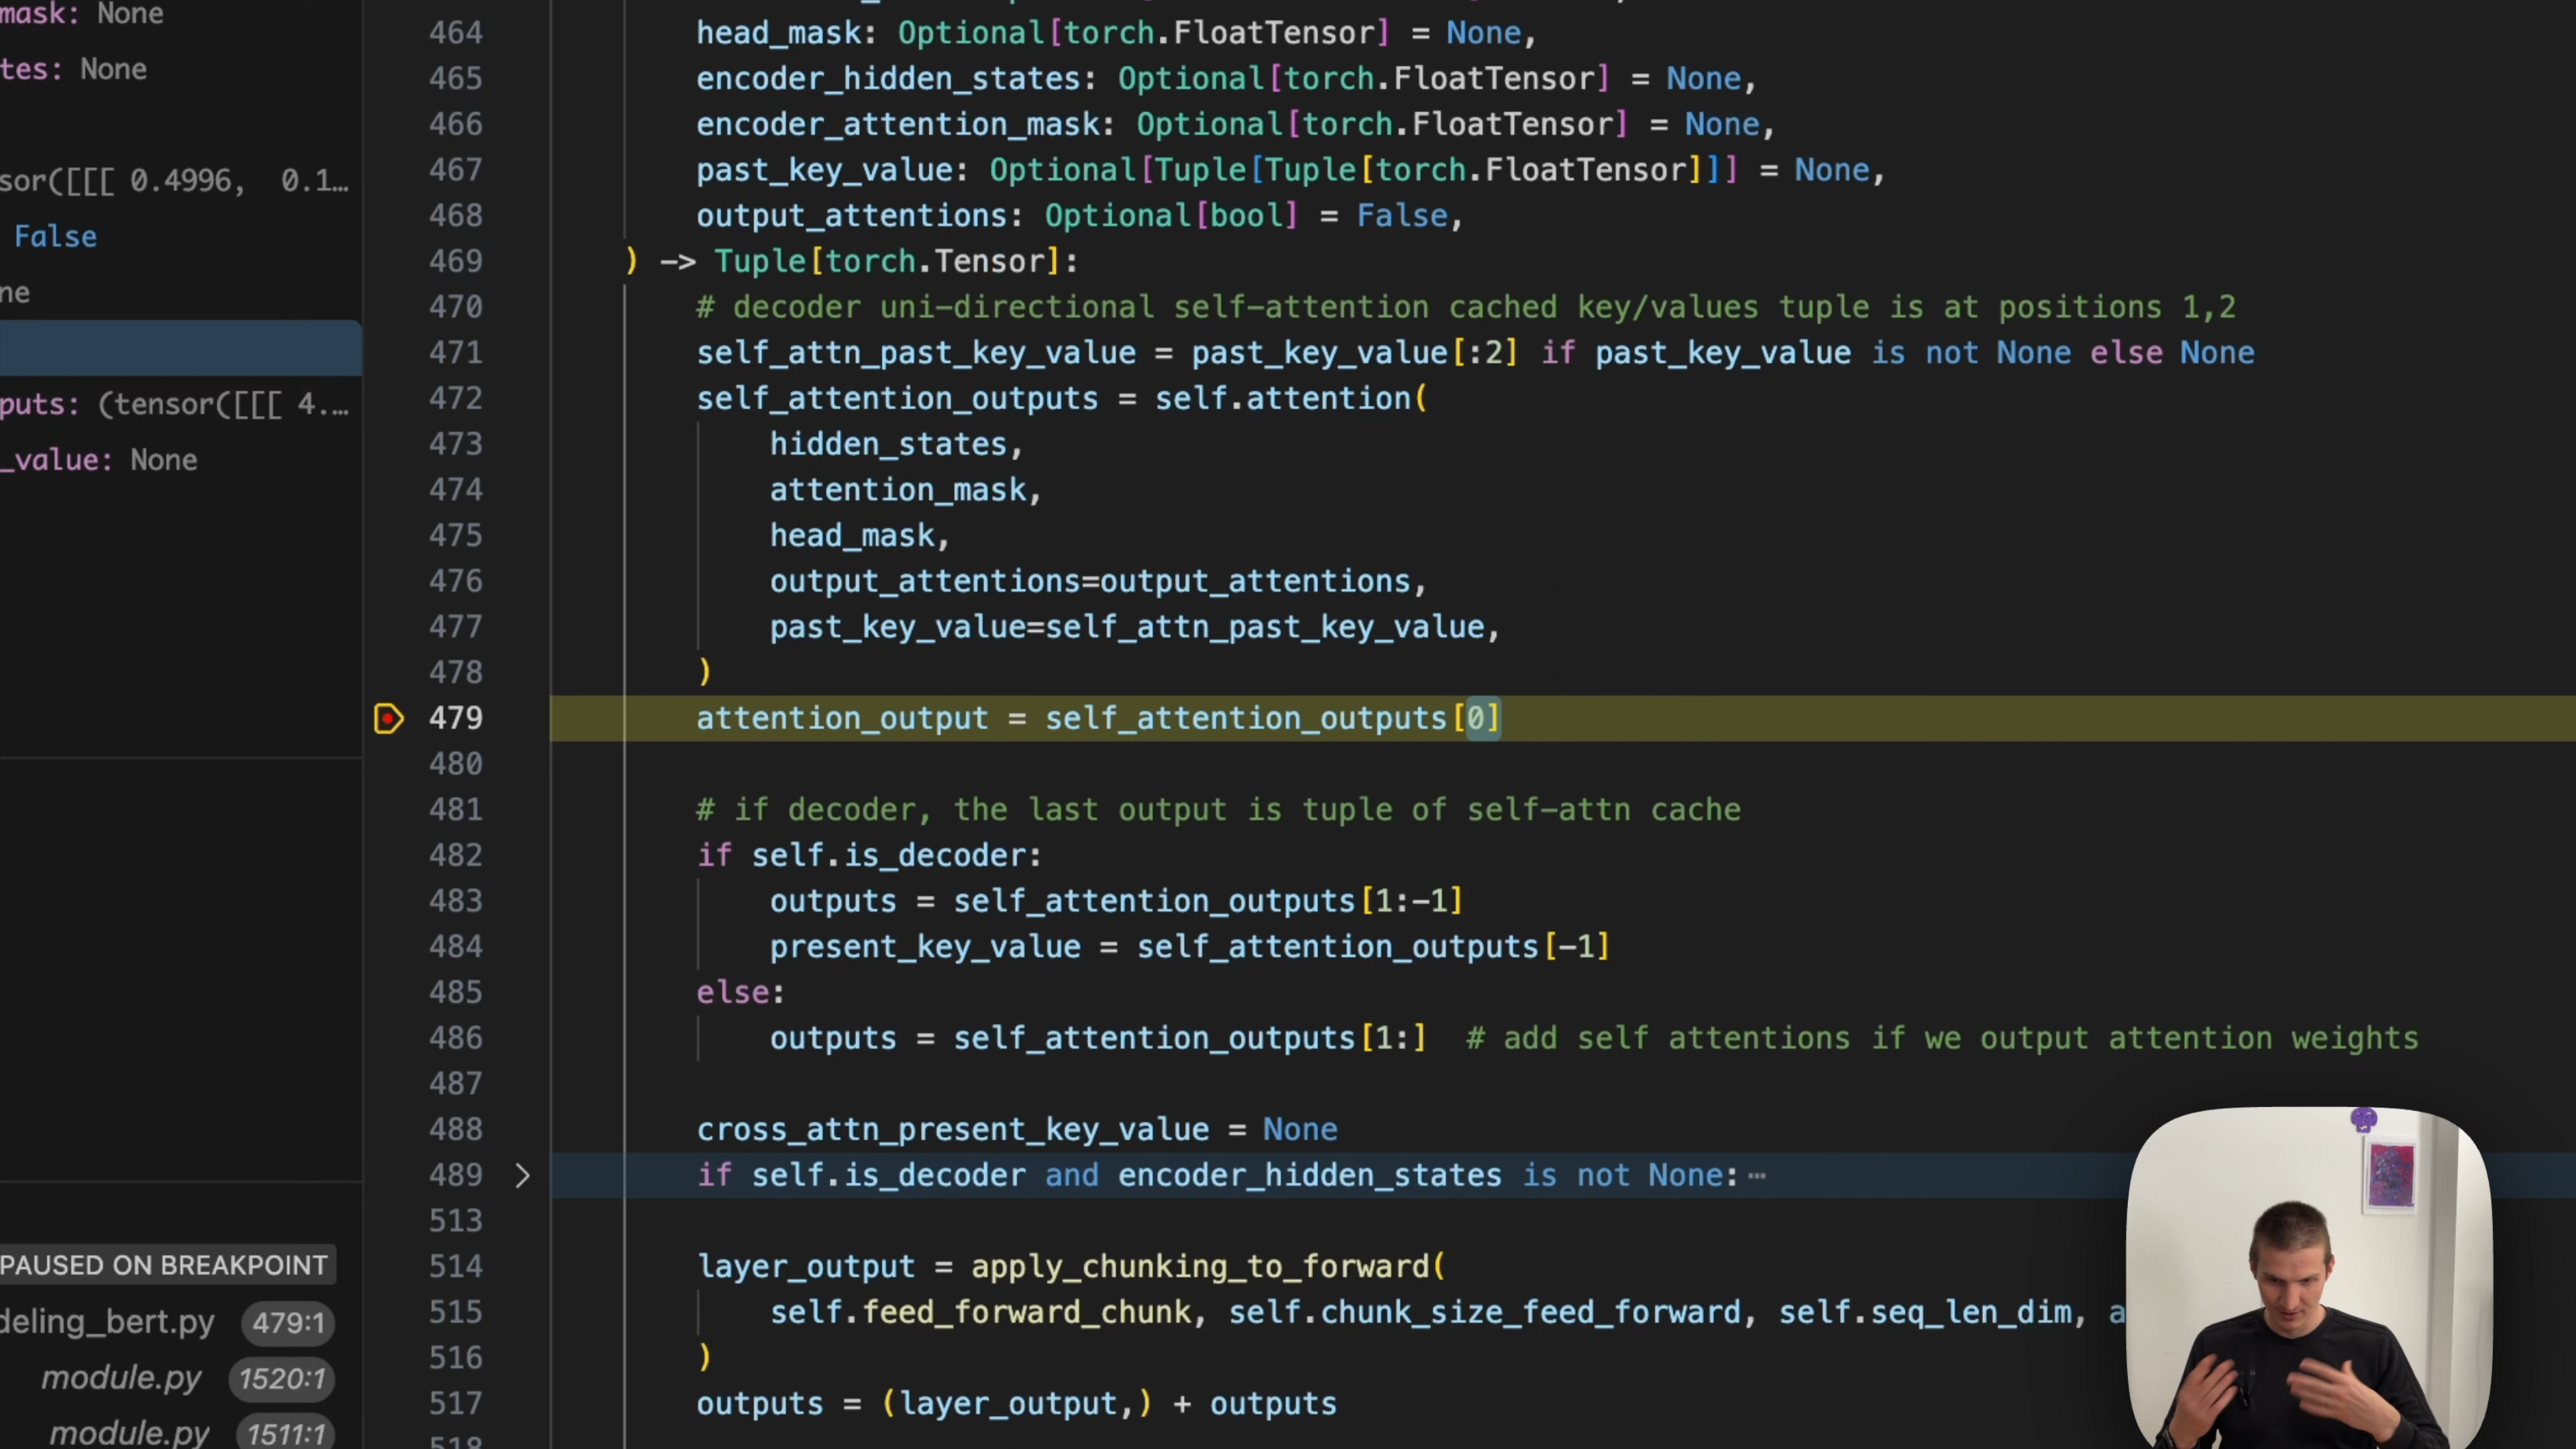 mask: None
tes: None
sor([[[ 0.4996,  0.1…
False
ne
puts: (tensor([[[ 4.…
_value: None
PAUSED ON BREAKPOINT
deling_bert.py 479:1
module.py 1520:1
module.py 1511:1
464 head_mask: Optional[torch.FloatTensor] = None,
465 encoder_hidden_states: Optional[torch.FloatTensor] = None,
466 encoder_attention_mask: Optional[torch.FloatTensor] = None,
467 past_key_value: Optional[Tuple[Tuple[torch.FloatTensor]]] = None,
468 output_attentions: Optional[bool] = False,
469 ) -> Tuple[torch.Tensor]:
470 # decoder uni-directional self-attention cached key/values tuple is at positions 1,2
471 self_attn_past_key_value = past_key_value[:2] if past_key_value is not None else None
472 self_attention_outputs = self.attention(
473 hidden_states,
474 attention_mask,
475 head_mask,
476 output_attentions=output_attentions,
477 past_key_value=self_attn_past_key_value,
478 )
479 attention_output = self_attention_outputs[0]
480
481 # if decoder, the last output is tuple of self-attn cache
482 if self.is_decoder:
483 outputs = self_attention_outputs[1:-1]
484 present_key_value = self_attention_outputs[-1]
485 else:
486 outputs = self_attention_outputs[1:]  # add self attentions if we output attention weights
487
488 cross_attn_present_key_value = None
489 if self.is_decoder and encoder_hidden_states is not None:…
513
514 layer_output = apply_chunking_to_forward(
515 self.feed_forward_chunk, self.chunk_size_feed_forward, self.seq_len_dim, a
516 )
517 outputs = (layer_output,) + outputs
518